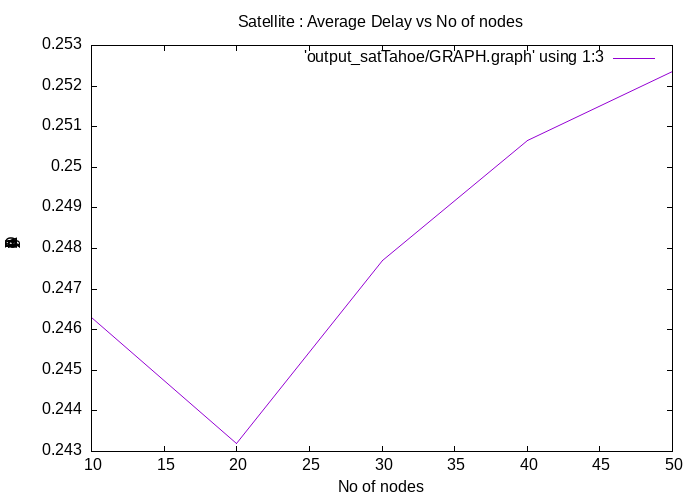 Satellite : Average Delay vs No of nodes
'output_satTahoe/GRAPH.graph' using 1:3
0.253
0.252
0.251
0.25
0.249
0.248
0.247
0.246
0.245
0.244
0.243
10 15 20 25 30 35 40 45 50
No of nodes